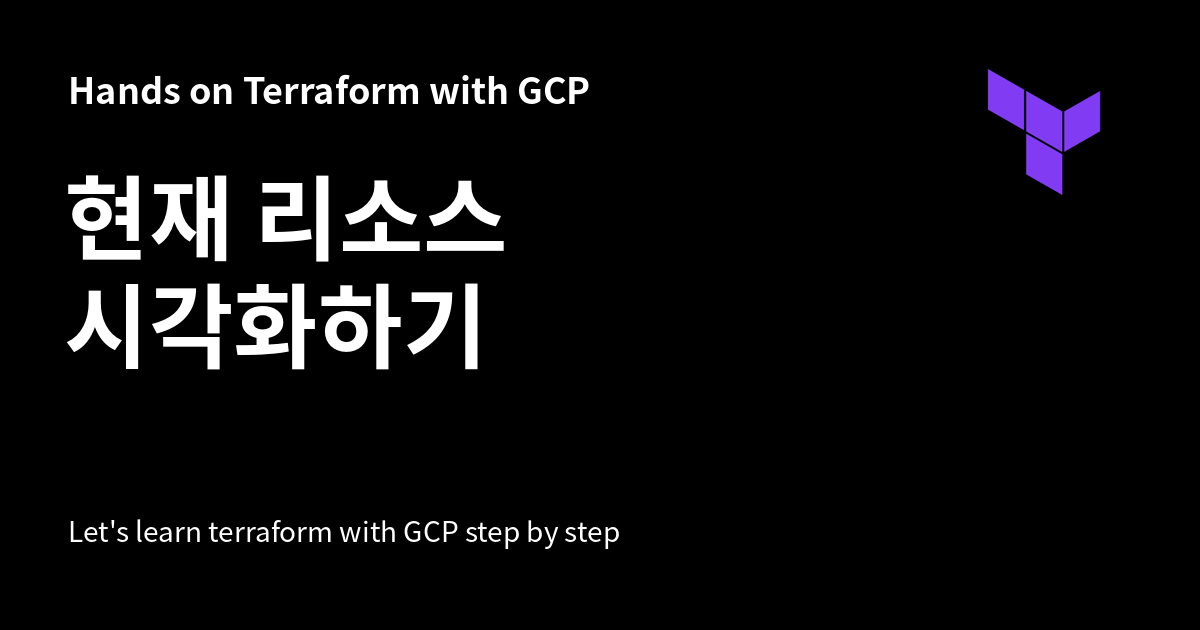 Hands on Terraform with GCP
현재 리소스
시각화하기
Let's learn terraform with GCP step by step